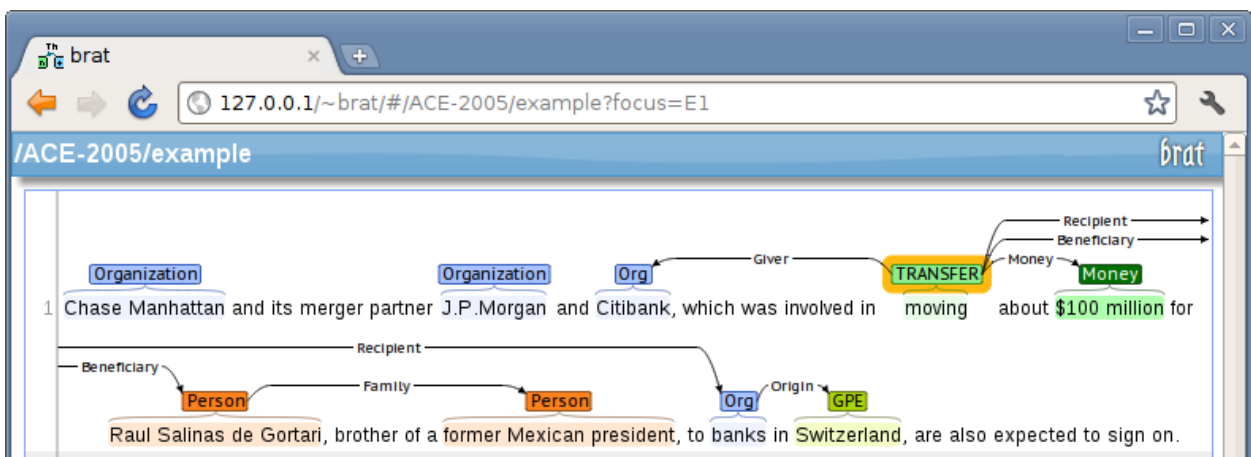 brat
127.0.0.1/~brat/#/ACE-2005/example?focus=E1
/ACE-2005/example brat
Recipient
Beneficiary
Giver Money
Organization Organization Org TRANSFER Money
1 Chase Manhattan and its merger partner J.P.Morgan and Citibank, which was involved in moving about $100 million for
Recipient
Beneficiary Family Origin
Person Person Org GPE
Raul Salinas de Gortari, brother of a former Mexican president, to banks in Switzerland, are also expected to sign on.